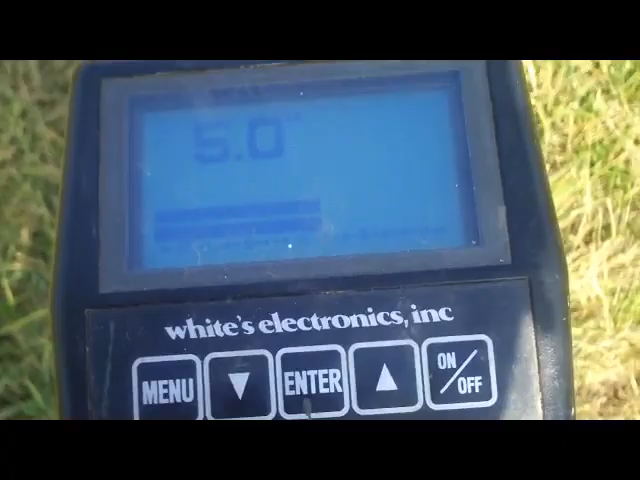 5.0"
white's electronics, inc
MENU ▼ ENTER ▲ ON/OFF